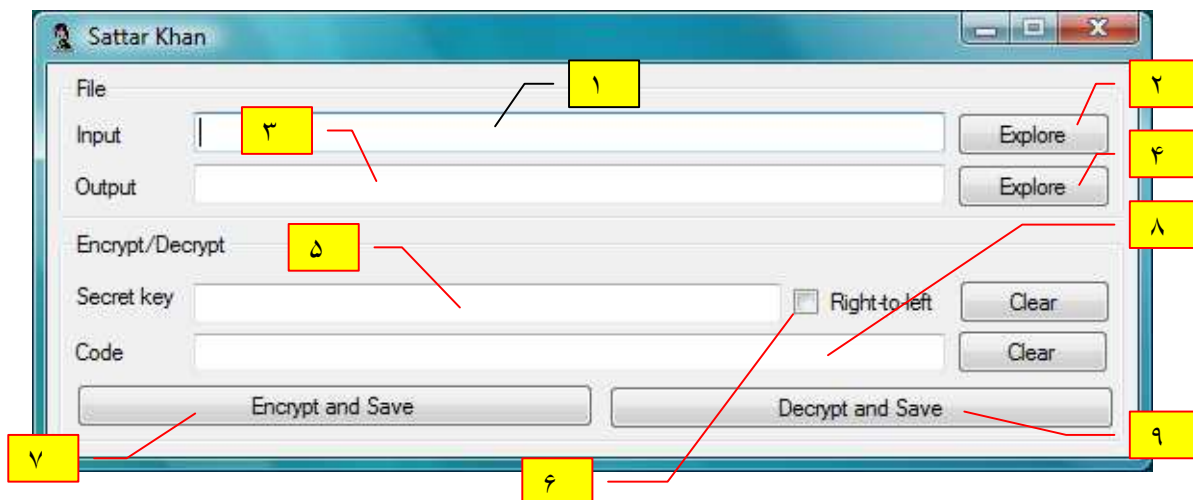 Sattar Khan
۱ ۲
File
Input ۳ Explore
۴
Output Explore
۸
Encrypt/Decrypt ۵
Secret key Right-to-left Clear
Code Clear
Encrypt and Save Decrypt and Save
۷ ۹
۶